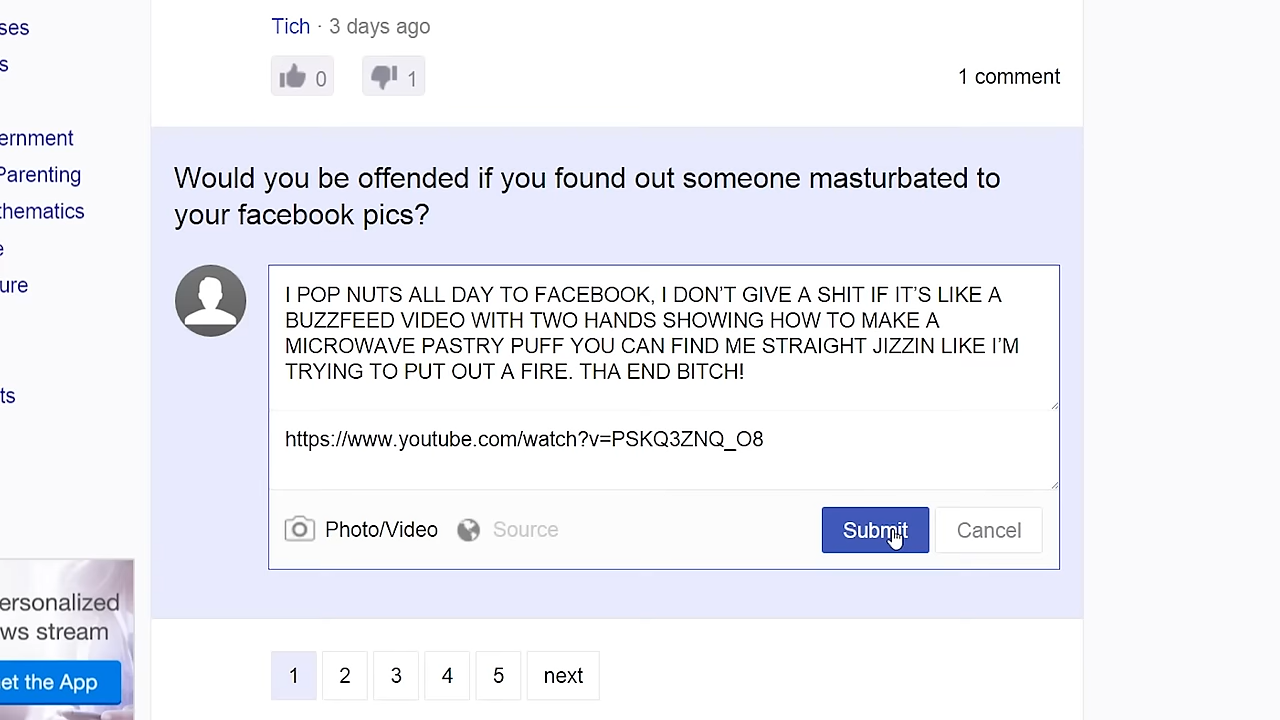 ses
s
ernment
Parenting
thematics
e
ure
ts
ersonalized
ws stream
et the App
Tich · 3 days ago
0
1
1 comment
Would you be offended if you found out someone masturbated to
your facebook pics?
I POP NUTS ALL DAY TO FACEBOOK, I DON’T GIVE A SHIT IF IT’S LIKE A
BUZZFEED VIDEO WITH TWO HANDS SHOWING HOW TO MAKE A
MICROWAVE PASTRY PUFF YOU CAN FIND ME STRAIGHT JIZZIN LIKE I’M
TRYING TO PUT OUT A FIRE. THA END BITCH!
https://www.youtube.com/watch?v=PSKQ3ZNQ_O8
Photo/Video Source Submit Cancel
1 2 3 4 5 next